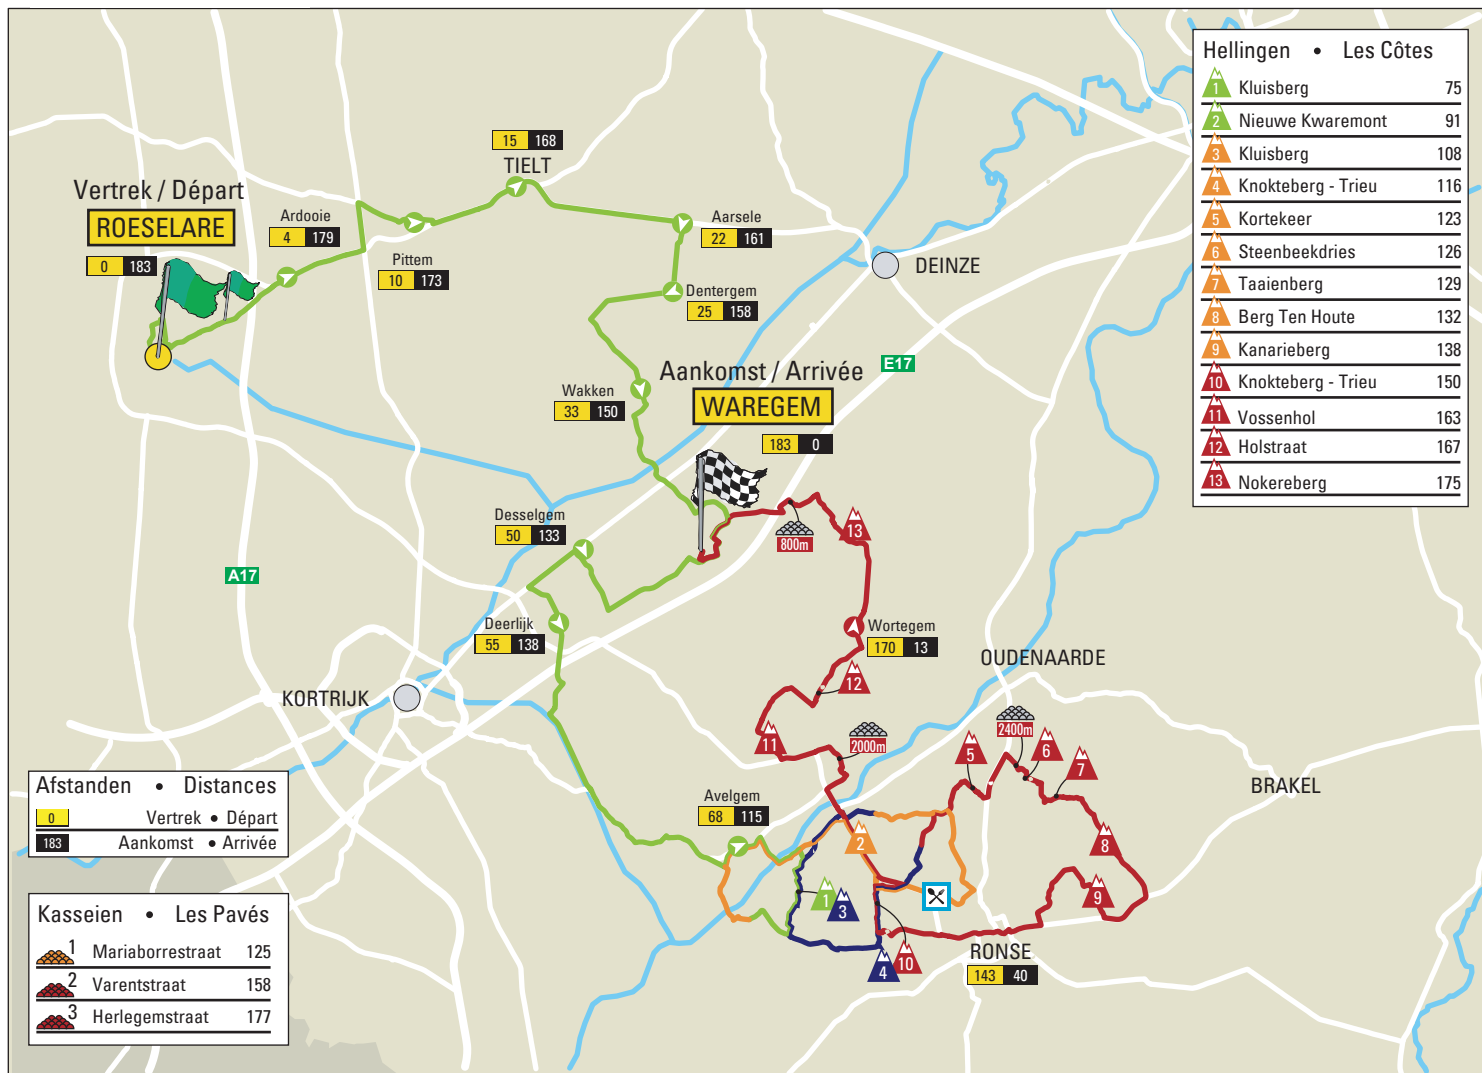 Hellingen • Les Côtes
1 Kluisberg 75
2 Nieuwe Kwaremont 91
3 Kluisberg 108
4 Knokteberg - Trieu 116
5 Kortekeer 123
6 Steenbeekdries 126
7 Taaienberg 129
8 Berg Ten Houte 132
9 Kanarieberg 138
10 Knokteberg - Trieu 150
11 Vossenhol 163
12 Holstraat 167
13 Nokereberg 175
15 168
TIELT
Vertrek / Départ
ROESELARE
0 183
Ardooie
4 179
Pittem
10 173
Aarsele
22 161
DEINZE
Dentergem
25 158
E17
Aankomst / Arrivée
WAREGEM
183 0
Wakken
33 150
Desselgem
50 133
800m
13
A17
Deerlijk
55 138
Wortegem
170 13
OUDENAARDE
KORTRIJK
12
11
2000m
2400m
5
6
7
BRAKEL
Avelgem
68 115
2
8
1
3
9
4
10
RONSE
143 40
Afstanden • Distances
0 Vertrek • Départ
183 Aankomst • Arrivée
Kasseien • Les Pavés
1 Mariaborrestraat 125
2 Varentstraat 158
3 Herlegemstraat 177